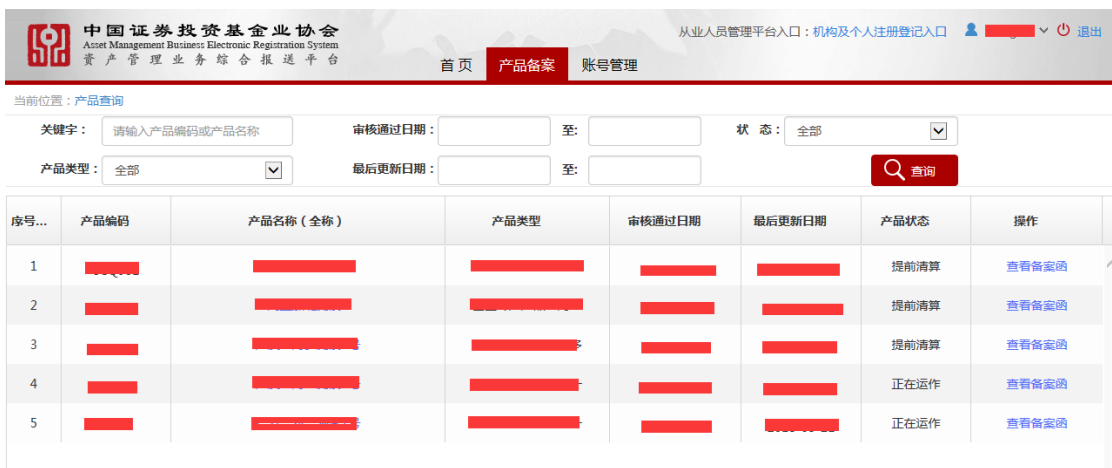 中国证券投资基金业协会
Asset Management Business Electronic Registration System
资产管理业务综合报送平台
从业人员管理平台入口：机构及个人注册登记入口 退出
首页 产品备案 账号管理
当前位置：产品查询
关键字： 请输入产品编码或产品名称 审核通过日期： 至: 状 态： 全部
产品类型： 全部 最后更新日期： 至: 查询
序号... 产品编码 产品名称（全称） 产品类型 审核通过日期 最后更新日期 产品状态 操作
1 提前清算 查看备案函
2 提前清算 查看备案函
3 提前清算 查看备案函
4 正在运作 查看备案函
5 正在运作 查看备案函